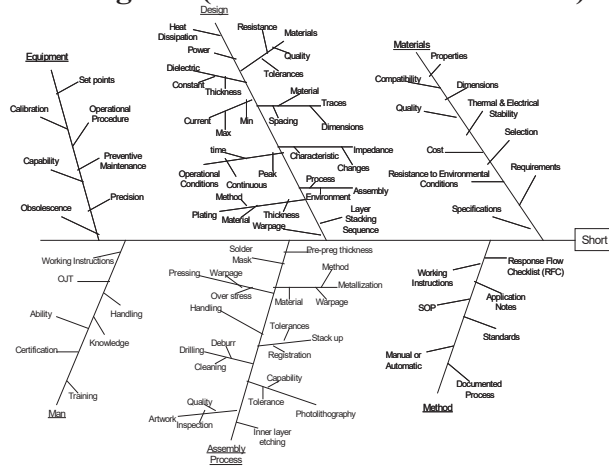 Design
Heat
Dissipation
Resistance
Materials
Power
Quality
Dielectric
Tolerances
Constant
Thickness
Material
Traces
Current
Min
Spacing
Max
Dimensions
time
Characteristic
Impedance
Peak
Changes
Operational
Conditions
Continuous
Process
Method
Environment
Assembly
Plating
Material
Thickness
Layer
Warpage
Stacking
Sequence
Equipment
Set points
Calibration
Operational
Procedure
Capability
Preventive
Maintenance
Precision
Obsolescence
Materials
Properties
Compatibility
Dimensions
Quality
Thermal & Electrical
Stability
Selection
Cost
Resistance to Environmental
Conditions
Requirements
Specifications
Short
Working Instructions
OJT
Handling
Ability
Knowledge
Certification
Training
Man
Solder
Mask
Pre-preg thickness
Pressing
Warpage
Method
Metallization
Over stress
Material
Warpage
Handling
Tolerances
Stack up
Deburr
Drilling
Registration
Cleaning
Capability
Quality
Tolerance
Photolithography
Artwork
Inspection
Inner layer
etching
Assembly
Process
Response Flow
Checklist (RFC)
Working
Instructions
SOP
Application
Notes
Standards
Manual or
Automatic
Documented
Process
Method